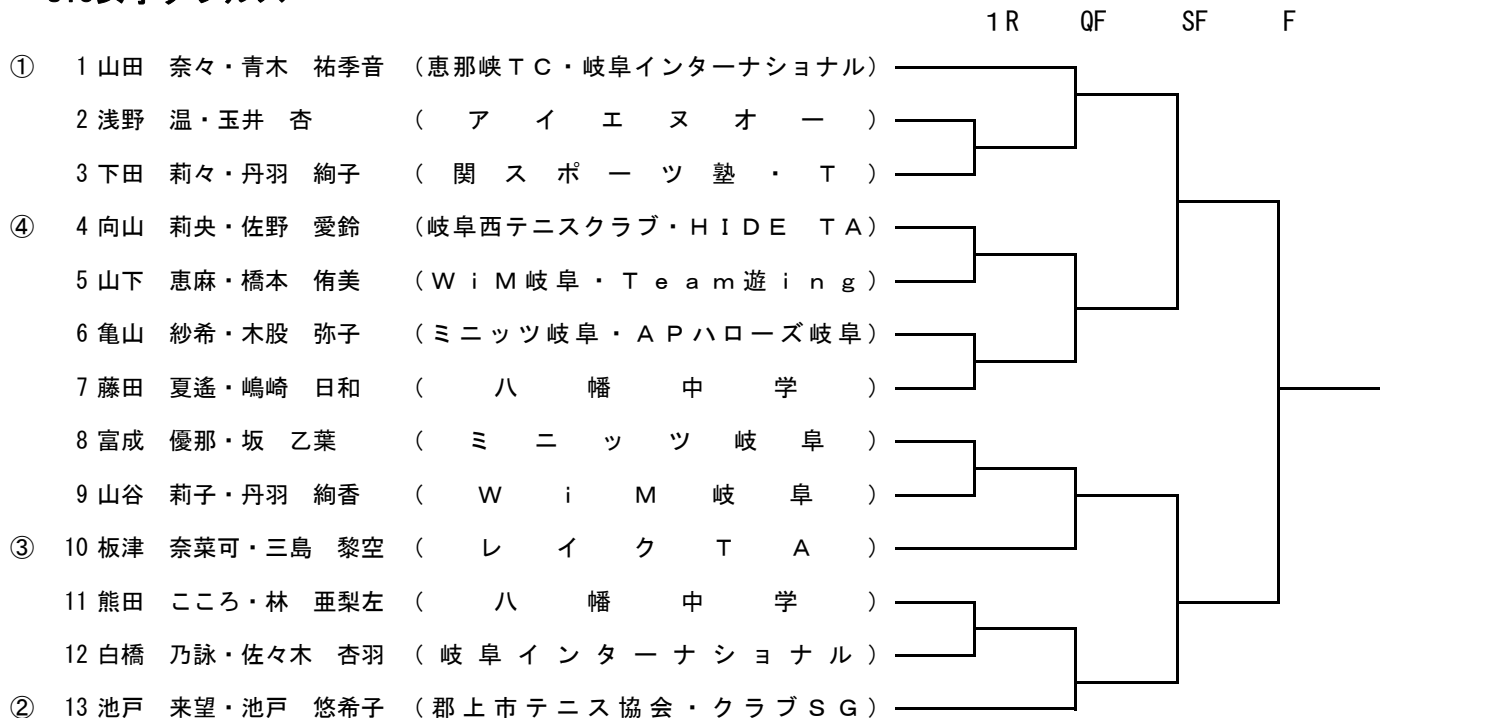 1R QF SF F
① 1 山田 奈々・青木 祐季音 (恵那峡TC・岐阜インターナショナル)
2 浅野 温・玉井 杏 (アイエヌオー)
3 下田 莉々・丹羽 絢子 (関スポーツ塾・T)
④ 4 向山 莉央・佐野 愛鈴 (岐阜西テニスクラブ・HIDE TA)
5 山下 恵麻・橋本 侑美 (WiM岐阜・Team遊ing)
6 亀山 紗希・木股 弥子 (ミニッツ岐阜・APハローズ岐阜)
7 藤田 夏遙・嶋崎 日和 (八幡中学)
8 富成 優那・坂 乙葉 (ミニッツ岐阜)
9 山谷 莉子・丹羽 絢香 (WiM岐阜)
③ 10 板津 奈菜可・三島 黎空 (レイクTA)
11 熊田 こころ・林 亜梨左 (八幡中学)
12 白橋 乃詠・佐々木 杏羽 (岐阜インターナショナル)
② 13 池戸 来望・池戸 悠希子 (郡上市テニス協会・クラブSG)